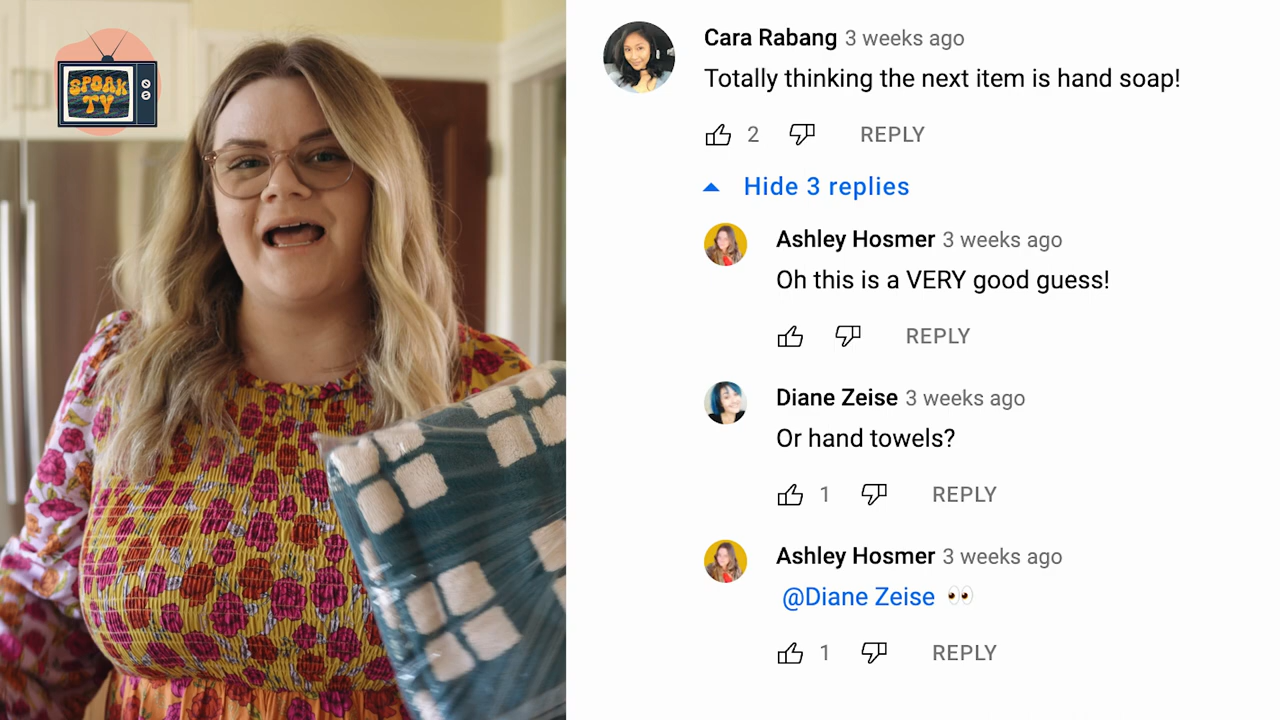 SPOAK
TV
Cara Rabang 3 weeks ago
Totally thinking the next item is hand soap!
2 REPLY
Hide 3 replies
Ashley Hosmer 3 weeks ago
Oh this is a VERY good guess!
REPLY
Diane Zeise 3 weeks ago
Or hand towels?
1 REPLY
Ashley Hosmer 3 weeks ago
@Diane Zeise 👀
1 REPLY